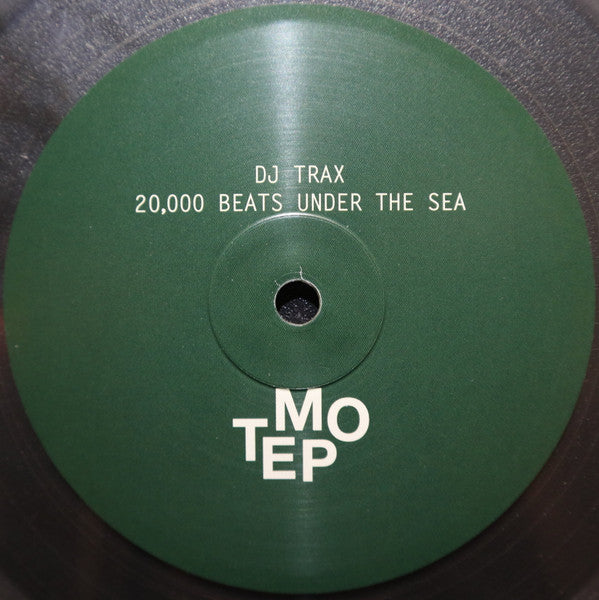 DJ TRAX
20,000 BEATS UNDER THE SEA
MO
TEP